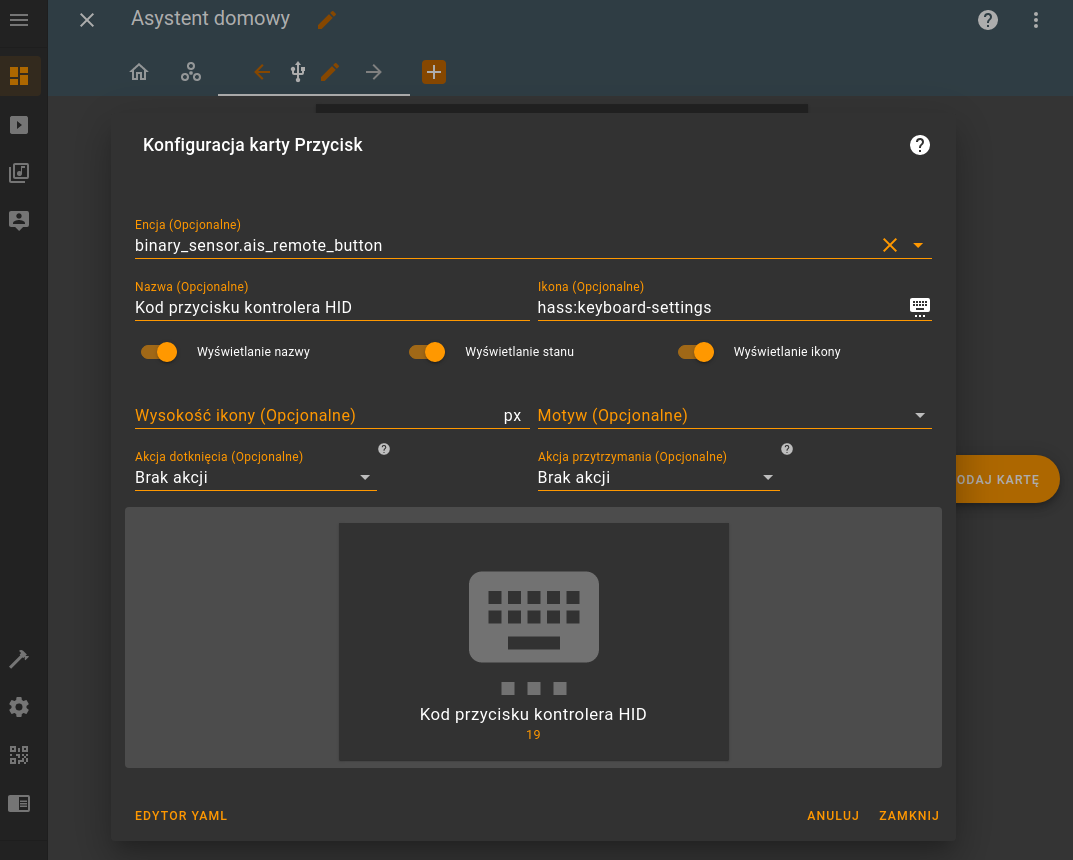 Asystent domowy
Konfiguracja karty Przycisk
Encja (Opcjonalne)
binary_sensor.ais_remote_button
Nazwa (Opcjonalne)
Kod przycisku kontrolera HID
Ikona (Opcjonalne)
hass:keyboard-settings
Wyświetlanie nazwy
Wyświetlanie stanu
Wyświetlanie ikony
Wysokość ikony (Opcjonalne)
px
Motyw (Opcjonalne)
Akcja dotknięcia (Opcjonalne)
Brak akcji
Akcja przytrzymania (Opcjonalne)
Brak akcji
ODAJ KARTĘ
Kod przycisku kontrolera HID
19
EDYTOR YAML
ANULUJ
ZAMKNIJ